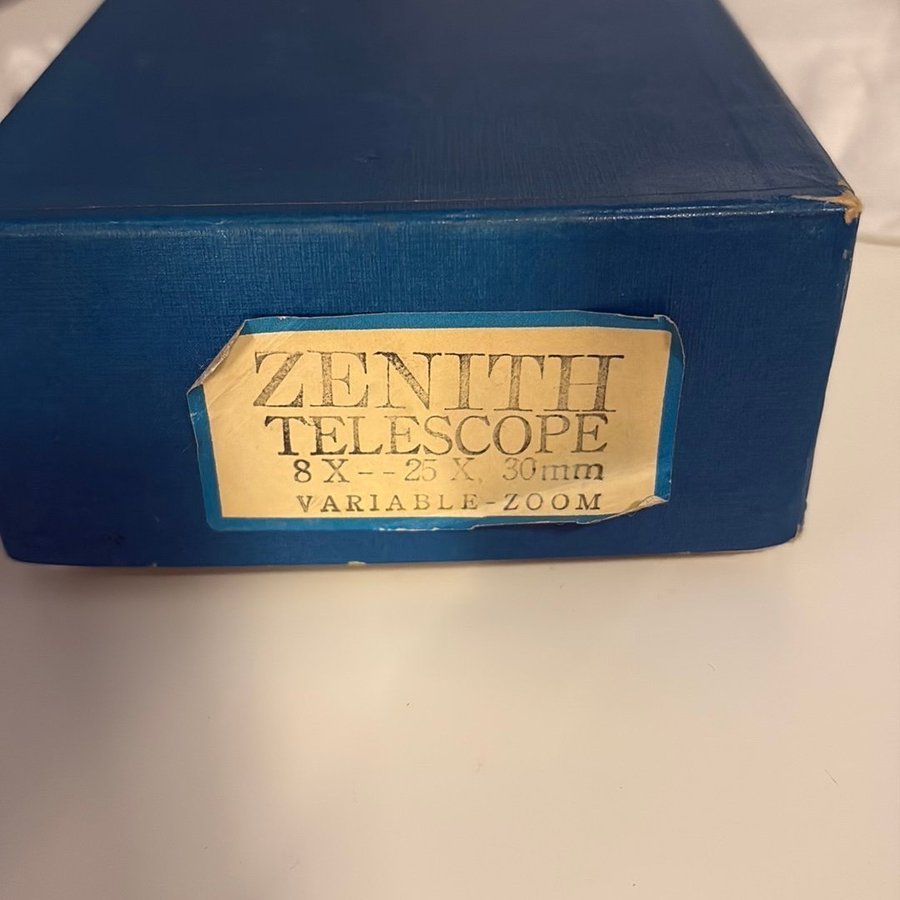 ZENITH
TELESCOPE
8 X -- 25 X, 30mm
VARIABLE-ZOOM